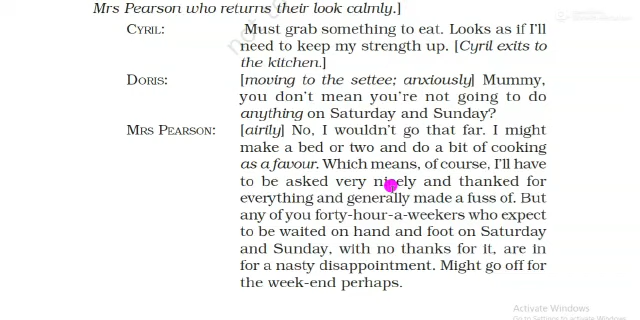 Mrs Pearson who returns their look calmly.]
CYRIL: Must grab something to eat. Looks as if I'll
need to keep my strength up. [Cyril exits to
the kitchen.]
DORIS: [moving to the settee; anxiously] Mummy,
you don't mean you're not going to do
anything on Saturday and Sunday?
MRS PEARSON: [airily] No, I wouldn't go that far. I might
make a bed or two and do a bit of cooking
as a favour. Which means, of course, I'll have
to be asked very nicely and thanked for
everything and generally made a fuss of. But
any of you forty-hour-a-weekers who expect
to be waited on hand and foot on Saturday
and Sunday, with no thanks for it, are in
for a nasty disappointment. Might go off for
the week-end perhaps.
Activate Windows
Go to Settings to activate Windows